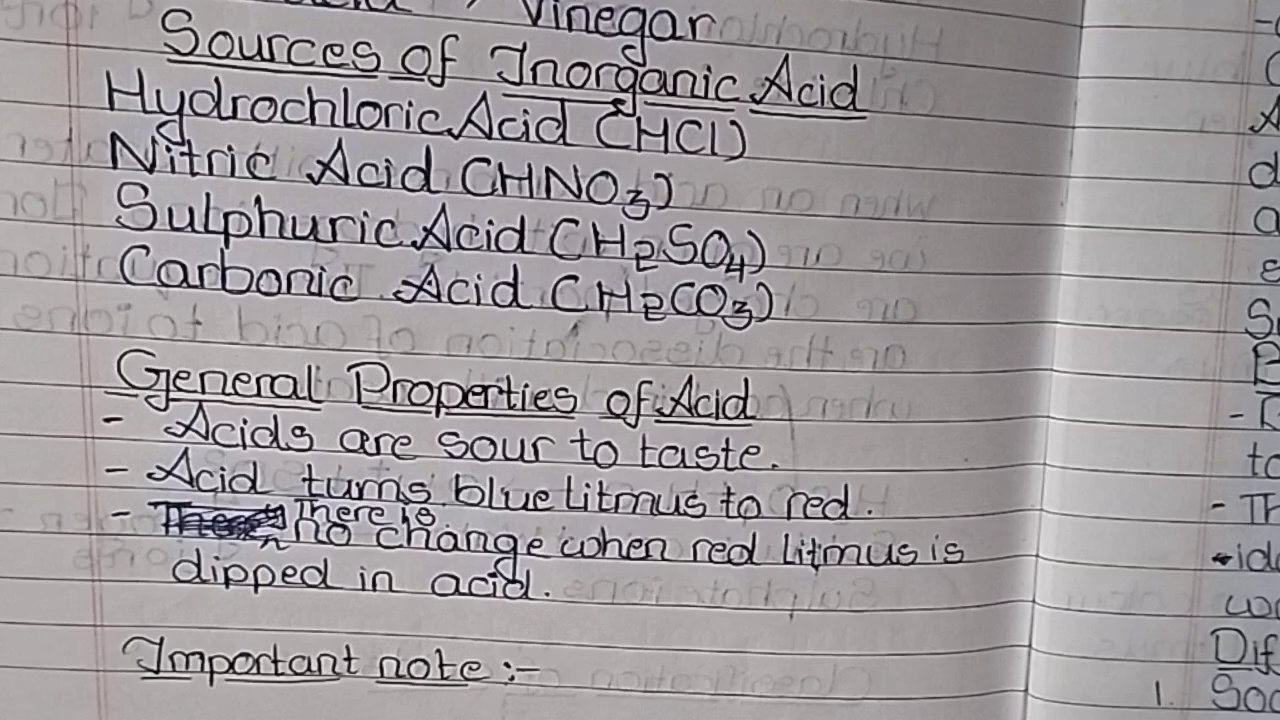 Vinegar
Sources of Inorganic Acid
Hydrochloric Acid (HCl)
Nitric Acid (HNO3)
Sulphuric Acid (H2SO4)
Carbonic Acid (H2CO3)
General Properties of Acid
- Acids are sour to taste.
- Acid turns blue litmus to red.
- There is
no change when red litmus is
dipped in acid.
Important note :-
1.